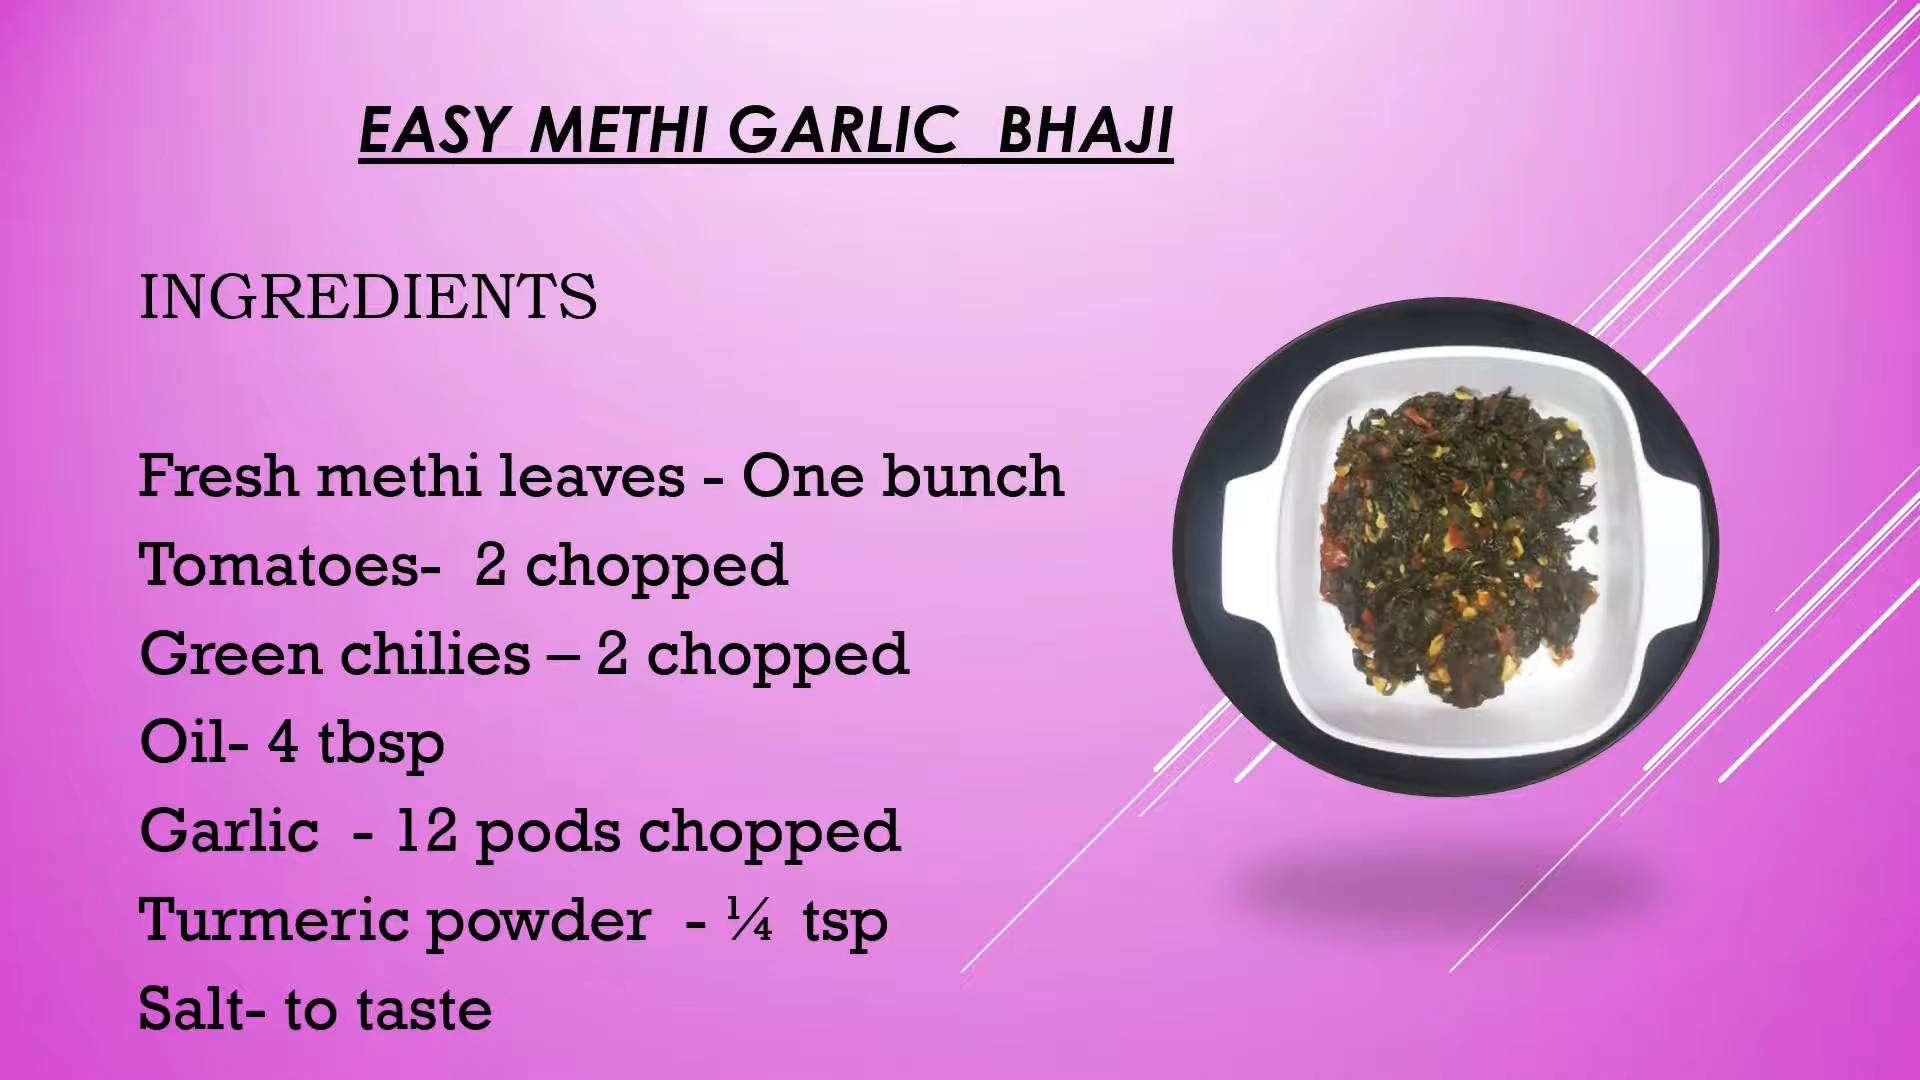 EASY METHI GARLIC BHAJI
INGREDIENTS
Fresh methi leaves - One bunch
Tomatoes- 2 chopped
Green chilies – 2 chopped
Oil- 4 tbsp
Garlic - 12 pods chopped
Turmeric powder - ¼ tsp
Salt- to taste